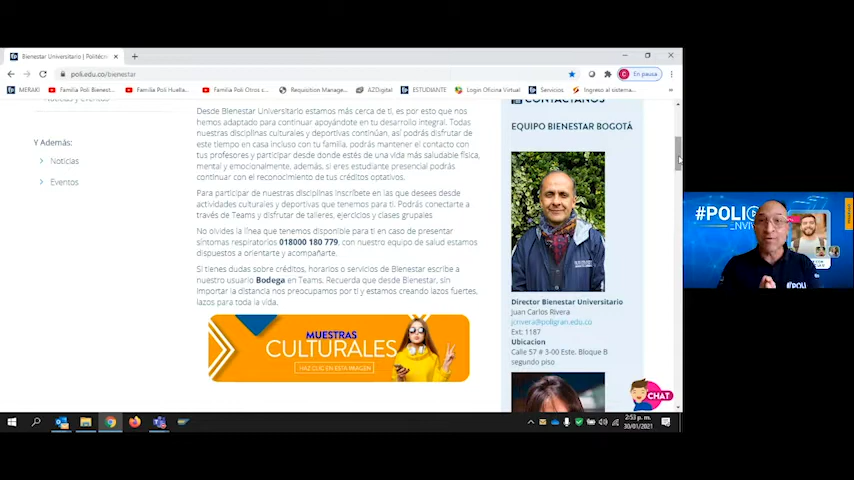 Bienestar Universitario | Politécnic
poli.edu.co/bienestar
En pausa
MERAKI
Familia Poli Bienest...
Familia Poli Huella...
Familia Poli Otros s...
Requisition Manage...
AZDigital
ESTUDIANTE
Login Oficina Virtual
Servicios
Ingreso al sistema...
Noticias y Eventos
Y Además:
Noticias
Eventos
Desde Bienestar Universitario estamos más cerca de ti, es por esto que nos
hemos adaptado para continuar apoyándote en tu desarrollo integral. Todas
nuestras disciplinas culturales y deportivas continúan, así podrás disfrutar de
este tiempo en casa incluso con tu familia, podrás mantener el contacto con
tus profesores y participar desde donde estés de una vida más saludable física,
mental y emocionalmente, además, si eres estudiante presencial podrás
continuar con el reconocimiento de tus créditos optativos.
Para participar de nuestras disciplinas inscríbete en las que desees desde
actividades culturales y deportivas que tenemos para ti. Podrás conectarte a
través de Teams y disfrutar de talleres, ejercicios y clases grupales
No olvides la línea que tenemos disponible para ti en caso de presentar
síntomas respiratorios 018000 180 779, con nuestro equipo de salud estamos
dispuestos a orientarte y acompañarte.
Si tienes dudas sobre créditos, horarios o servicios de Bienestar escribe a
nuestro usuario Bodega en Teams. Recuerda que desde Bienestar, sin
importar la distancia nos preocupamos por ti y estamos creando lazos fuertes,
lazos para toda la vida.
MUESTRAS
CULTURALES
HAZ CLIC EN ESTA IMAGEN
CONTÁCTANOS
EQUIPO BIENESTAR BOGOTÁ
Director Bienestar Universitario
Juan Carlos Rivera
jcrivera@poligran.edu.co
Ext: 1187
Ubicacion
Calle 57 # 3-00 Este. Bloque B
segundo piso
CHAT
2:53 p. m.
30/01/2021
#POLI
ENVIV